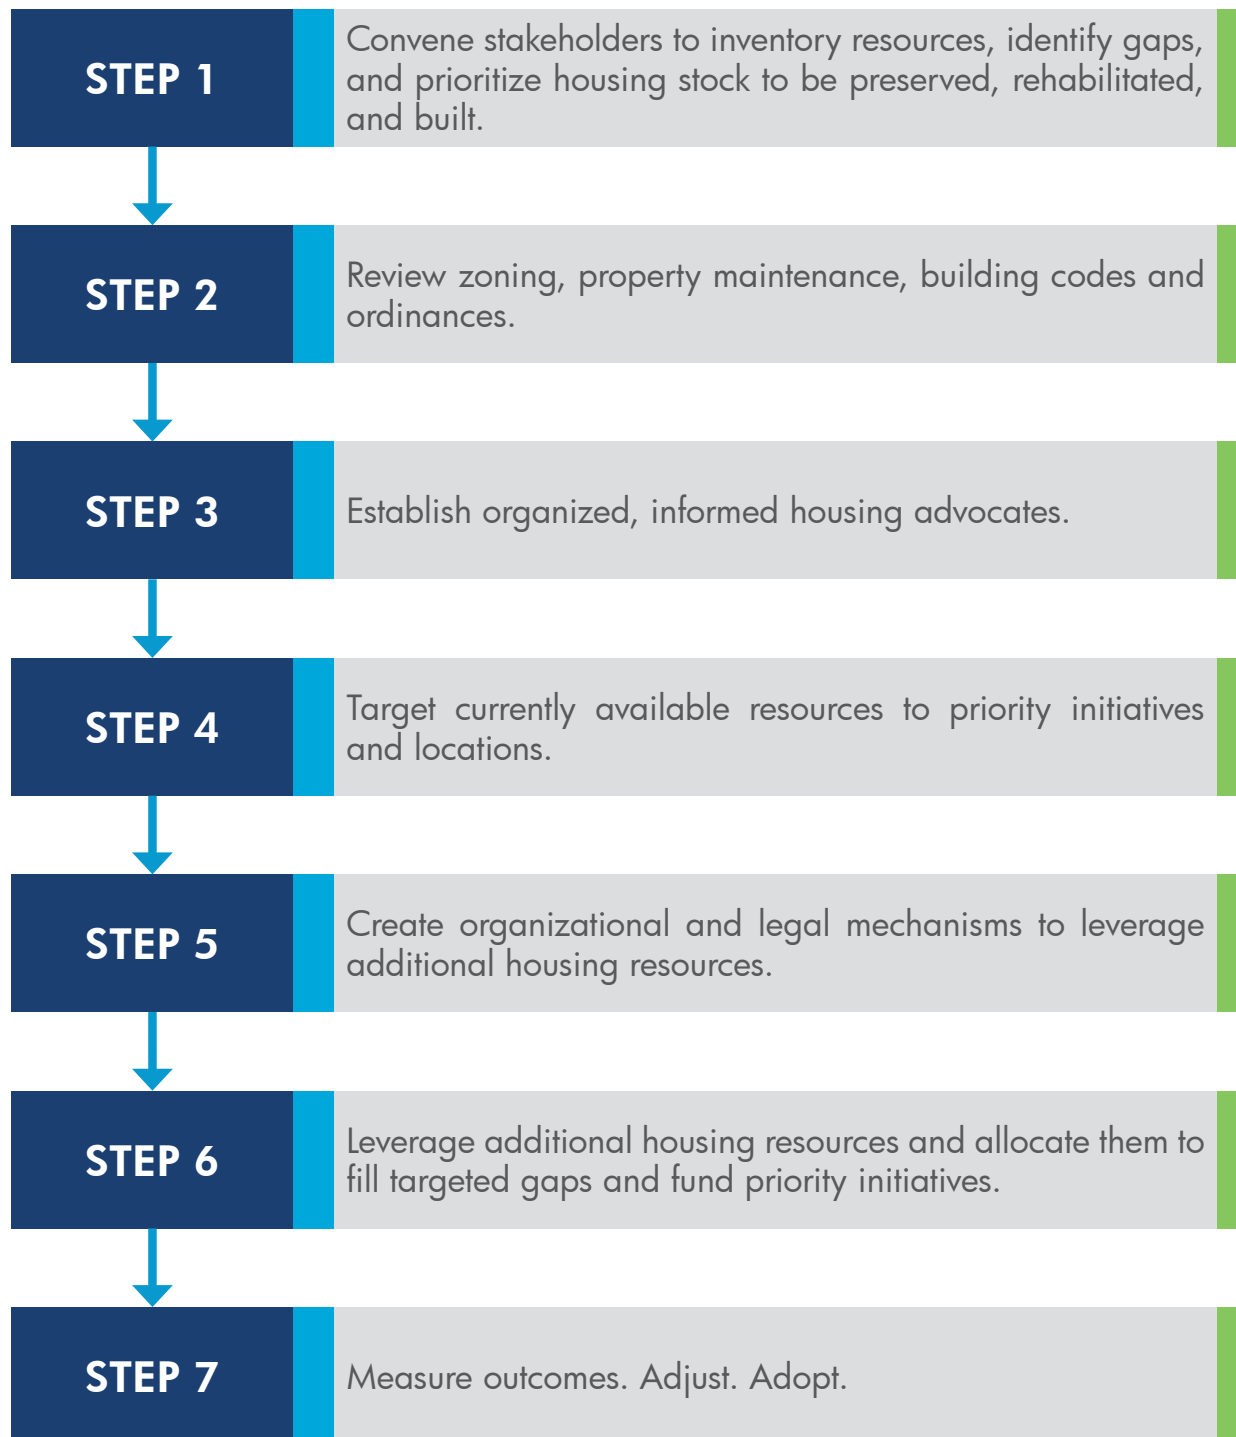 STEP 1
Convene stakeholders to inventory resources, identify gaps,
and prioritize housing stock to be preserved, rehabilitated,
and built.
STEP 2
Review zoning, property maintenance, building codes and
ordinances.
STEP 3
Establish organized, informed housing advocates.
STEP 4
Target currently available resources to priority initiatives
and locations.
STEP 5
Create organizational and legal mechanisms to leverage
additional housing resources.
STEP 6
Leverage additional housing resources and allocate them to
fill targeted gaps and fund priority initiatives.
STEP 7
Measure outcomes. Adjust. Adopt.